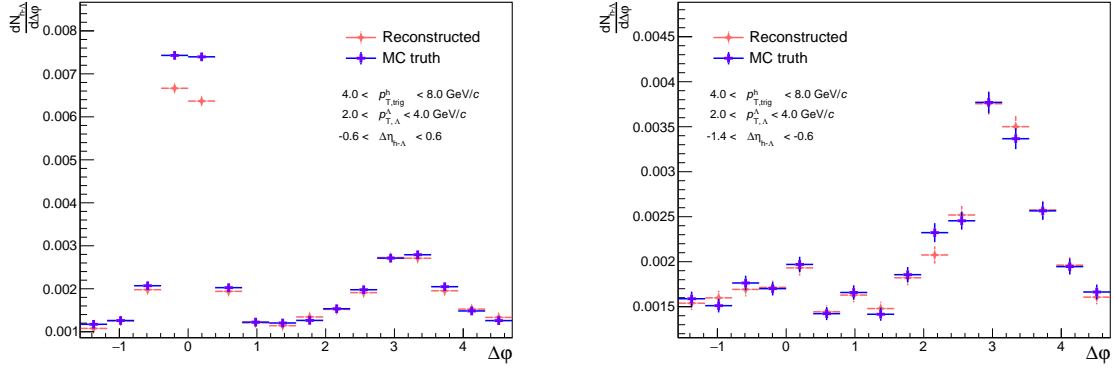 dN_{h-Λ}/dΔφ
0.008
0.007
0.006
0.005
0.004
0.003
0.002
0.001
Reconstructed
MC truth
4.0 < p^h_{T,trig} < 8.0 GeV/c
2.0 < p^Λ_{T,Λ} < 4.0 GeV/c
-0.6 < Δη_{h-Λ} < 0.6
−1 0 1 2 3 4
Δφ
dN_{h-Λ}/dΔφ
0.0045
0.004
0.0035
0.003
0.0025
0.002
0.0015
Reconstructed
MC truth
4.0 < p^h_{T,trig} < 8.0 GeV/c
2.0 < p^Λ_{T,Λ} < 4.0 GeV/c
-1.4 < Δη_{h-Λ} < -0.6
−1 0 1 2 3 4
Δφ